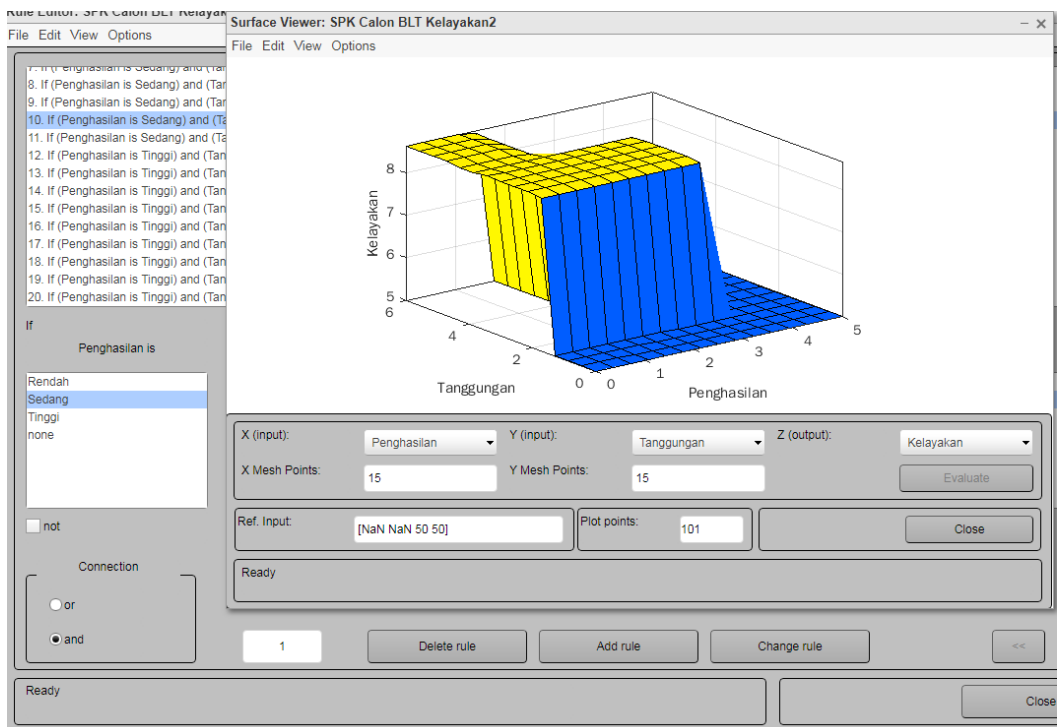 Rule Editor: SPK Calon BLT Kelayakan
File Edit View Options
8. If (Penghasilan is Sedang) and (Tan
9. If (Penghasilan is Sedang) and (Tan
10. If (Penghasilan is Sedang) and (Ta
11. If (Penghasilan is Sedang) and (Ta
12. If (Penghasilan is Tinggi) and (Tan
13. If (Penghasilan is Tinggi) and (Tan
14. If (Penghasilan is Tinggi) and (Tan
15. If (Penghasilan is Tinggi) and (Tan
16. If (Penghasilan is Tinggi) and (Tan
17. If (Penghasilan is Tinggi) and (Tan
18. If (Penghasilan is Tinggi) and (Tan
19. If (Penghasilan is Tinggi) and (Tan
20. If (Penghasilan is Tinggi) and (Tan
If
Penghasilan is
Rendah
Sedang
Tinggi
none
not
Connection
or
and
Surface Viewer: SPK Calon BLT Kelayakan2
File Edit View Options
Kelayakan
8
7
6
5
6
4
2
0
Tanggungan
0
1
2
3
4
5
Penghasilan
X (input): Penghasilan Y (input): Tanggungan Z (output): Kelayakan
X Mesh Points: 15 Y Mesh Points: 15 Evaluate
Ref. Input: [NaN NaN 50 50] Plot points: 101 Close
Ready
1 Delete rule Add rule Change rule <<
Ready Close